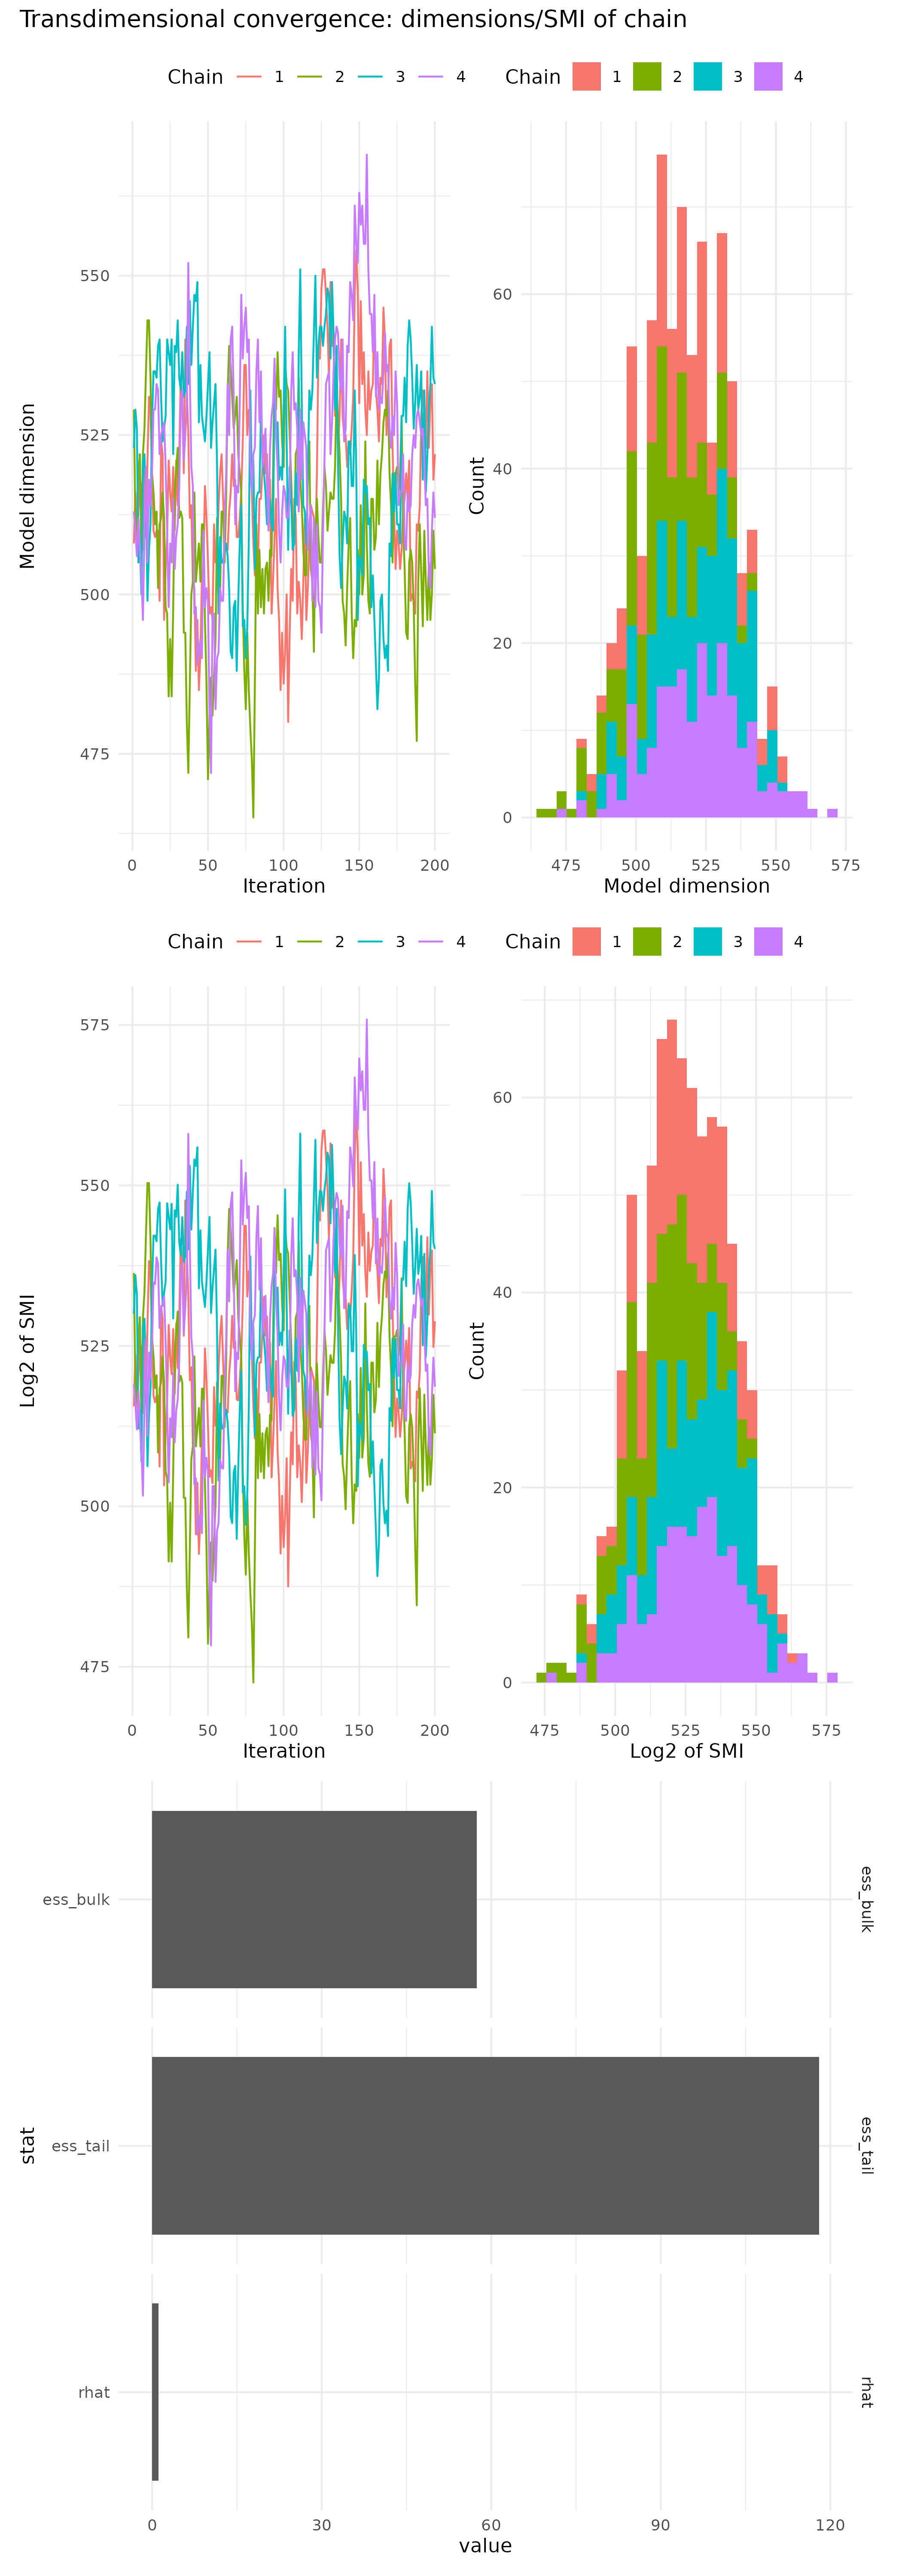 Transdimensional convergence: dimensions/SMI of chain
Chain 1 2 3 4
Chain 1 2 3 4
Model dimension
550
525
500
475
0 50 100 150 200
Iteration
Count
60
40
20
0
475 500 525 550 575
Model dimension
Chain 1 2 3 4
Chain 1 2 3 4
Log2 of SMI
575
550
525
500
475
0 50 100 150 200
Iteration
Count
60
40
20
0
475 500 525 550 575
Log2 of SMI
stat
ess_bulk
ess_bulk
ess_tail
ess_tail
rhat
rhat
0 30 60 90 120
value